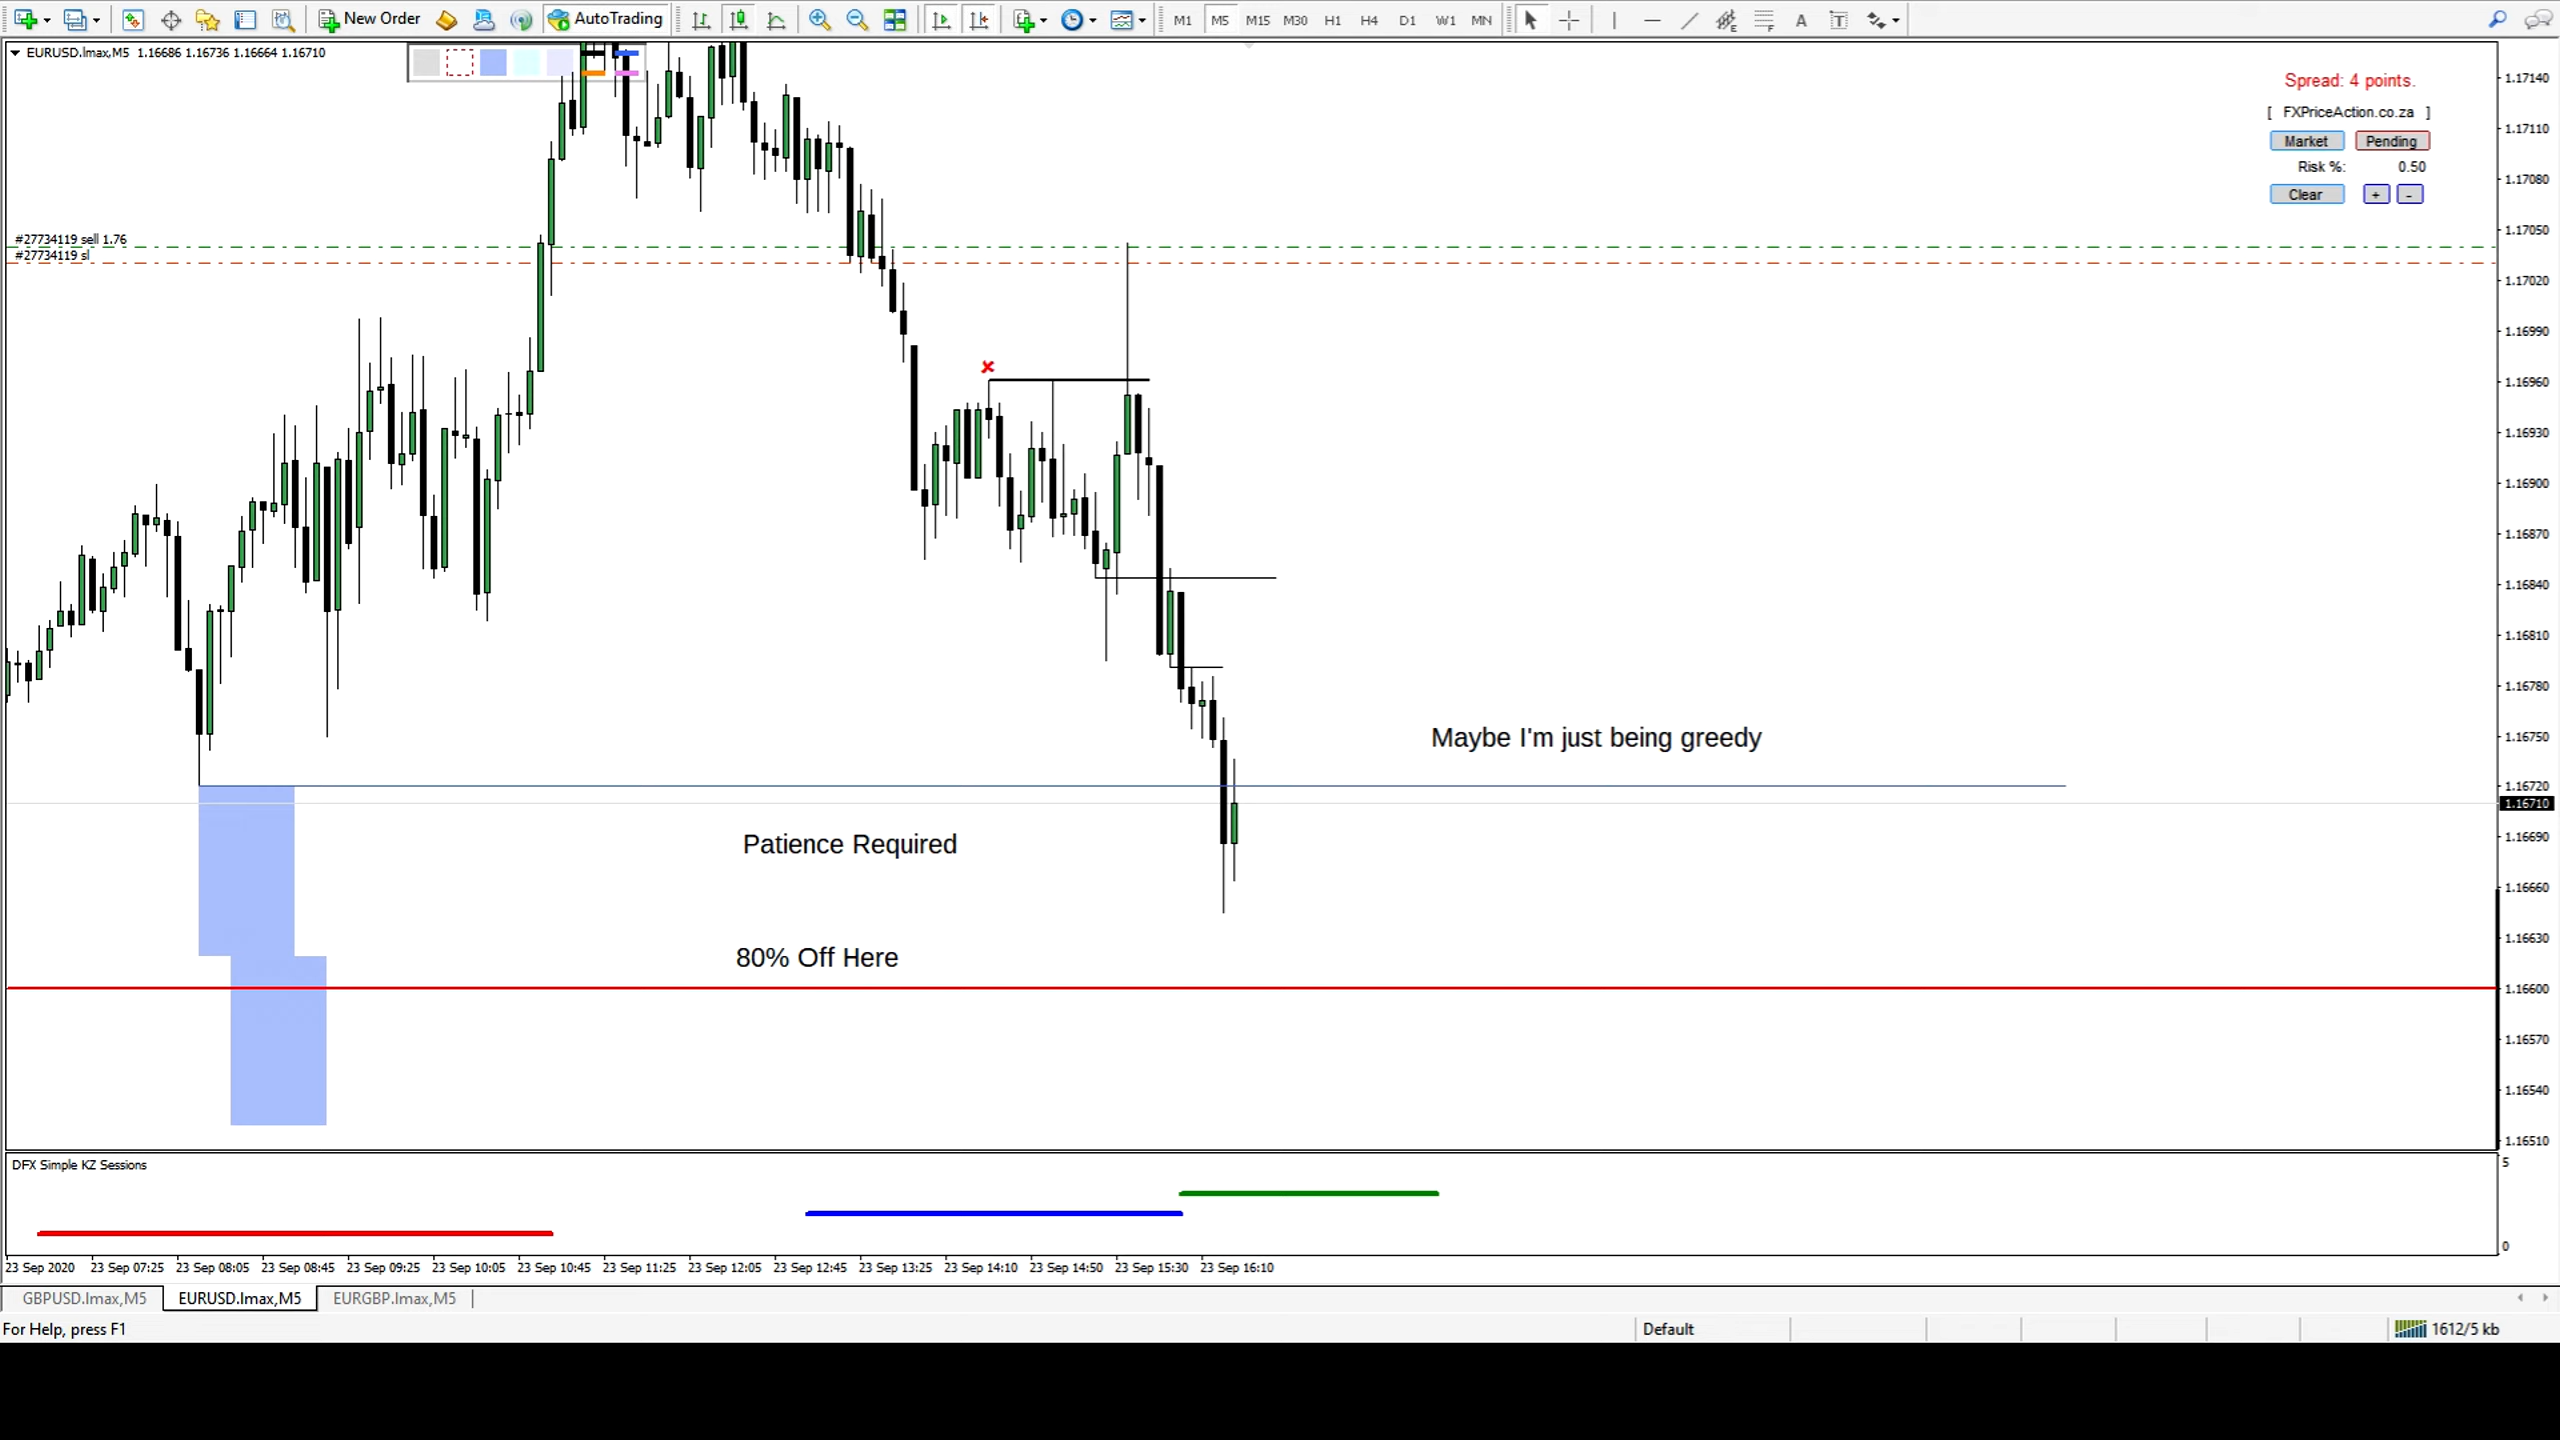 New Order
AutoTrading
M1 M5 M15 M30 H1 H4 D1 W1 MN
EURUSD.lmax,M5 1.16686 1.16736 1.16664 1.16710
Spread: 4 points.
[ FXPriceAction.co.za ]
Market Pending
Risk %: 0.50
Clear + -
#27734119 sell 1.76
#27734119 sl
1.17140
1.17110
1.17080
1.17050
1.17020
1.16990
1.16960
1.16930
1.16900
1.16870
1.16840
1.16810
1.16780
1.16750
1.16720
1.16710
1.16690
1.16660
1.16630
1.16600
1.16570
1.16540
1.16510
Maybe I'm just being greedy
Patience Required
80% Off Here
DFX Simple KZ Sessions
5
0
23 Sep 2020 23 Sep 07:25 23 Sep 08:05 23 Sep 08:45 23 Sep 09:25 23 Sep 10:05 23 Sep 10:45 23 Sep 11:25 23 Sep 12:05 23 Sep 12:45 23 Sep 13:25 23 Sep 14:10 23 Sep 14:50 23 Sep 15:30 23 Sep 16:10
GBPUSD.lmax,M5 EURUSD.lmax,M5 EURGBP.lmax,M5
For Help, press F1
Default
1612/5 kb